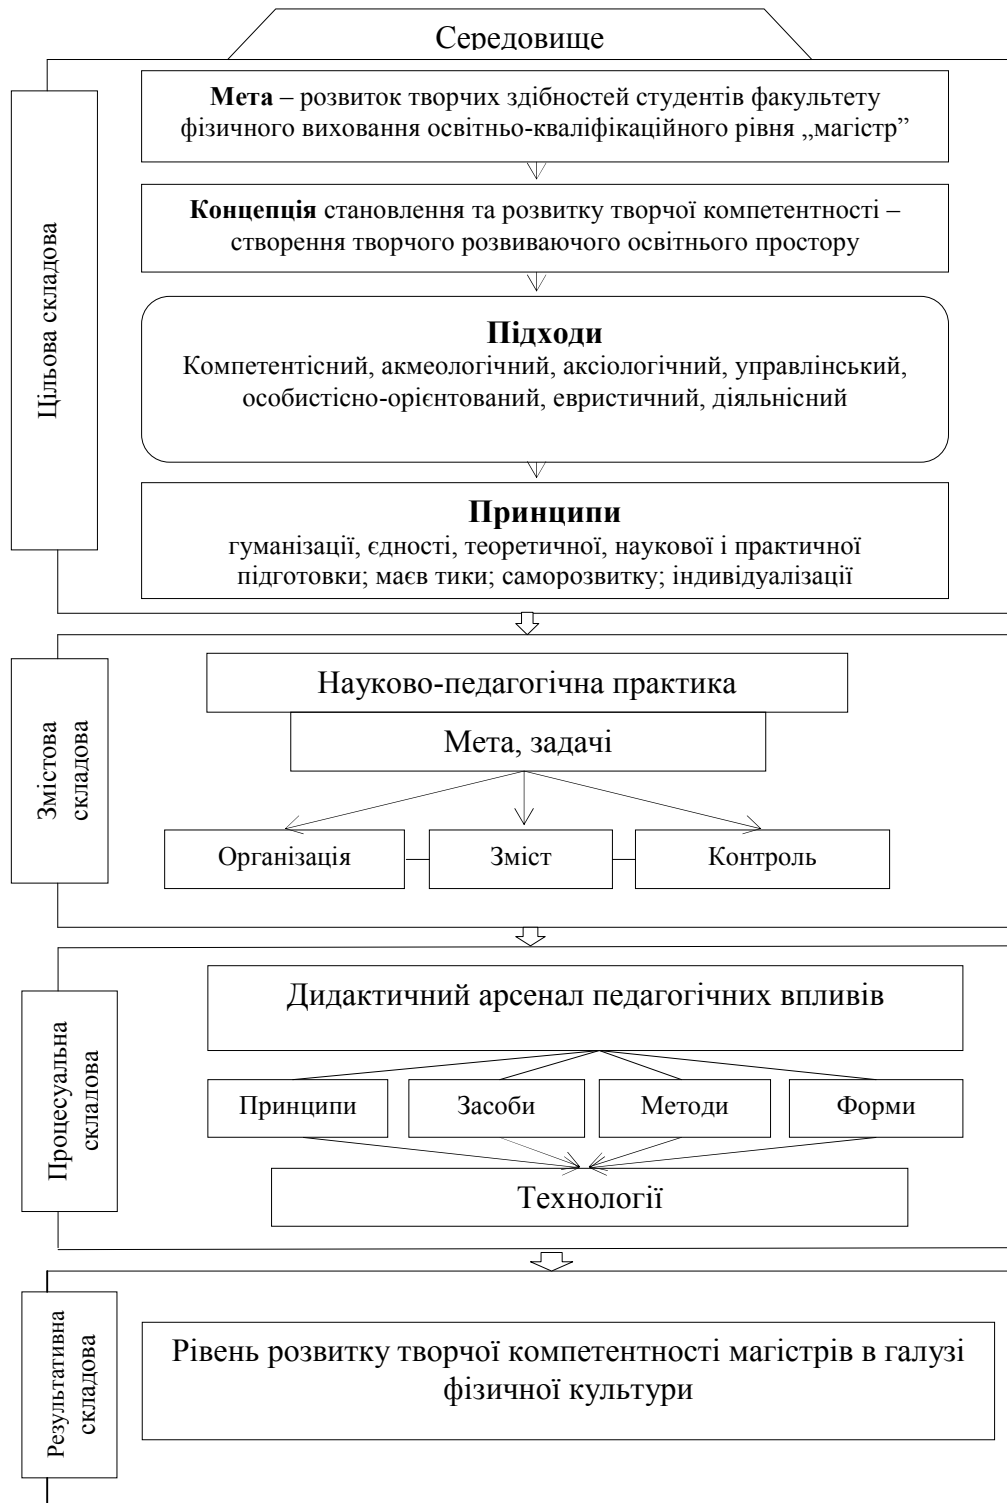 Середовище
Цільова складова
Мета – розвиток творчих здібностей студентів факультету
фізичного виховання освітньо-кваліфікаційного рівня „магістр”
Концепція становлення та розвитку творчої компетентності –
створення творчого розвиваючого освітнього простору
Підходи
Компетентісний, акмеологічний, аксіологічний, управлінський,
особистісно-орієнтований, евристичний, діяльнісний
Принципи
гуманізації, єдності, теоретичної, наукової і практичної
підготовки; маєв тики; саморозвитку; індивідуалізації
Змістова
складова
Науково-педагогічна практика
Мета, задачі
Організація
Зміст
Контроль
Процесуальна
складова
Дидактичний арсенал педагогічних впливів
Принципи
Засоби
Методи
Форми
Технології
Результативна
складова
Рівень розвитку творчої компетентності магістрів в галузі
фізичної культури